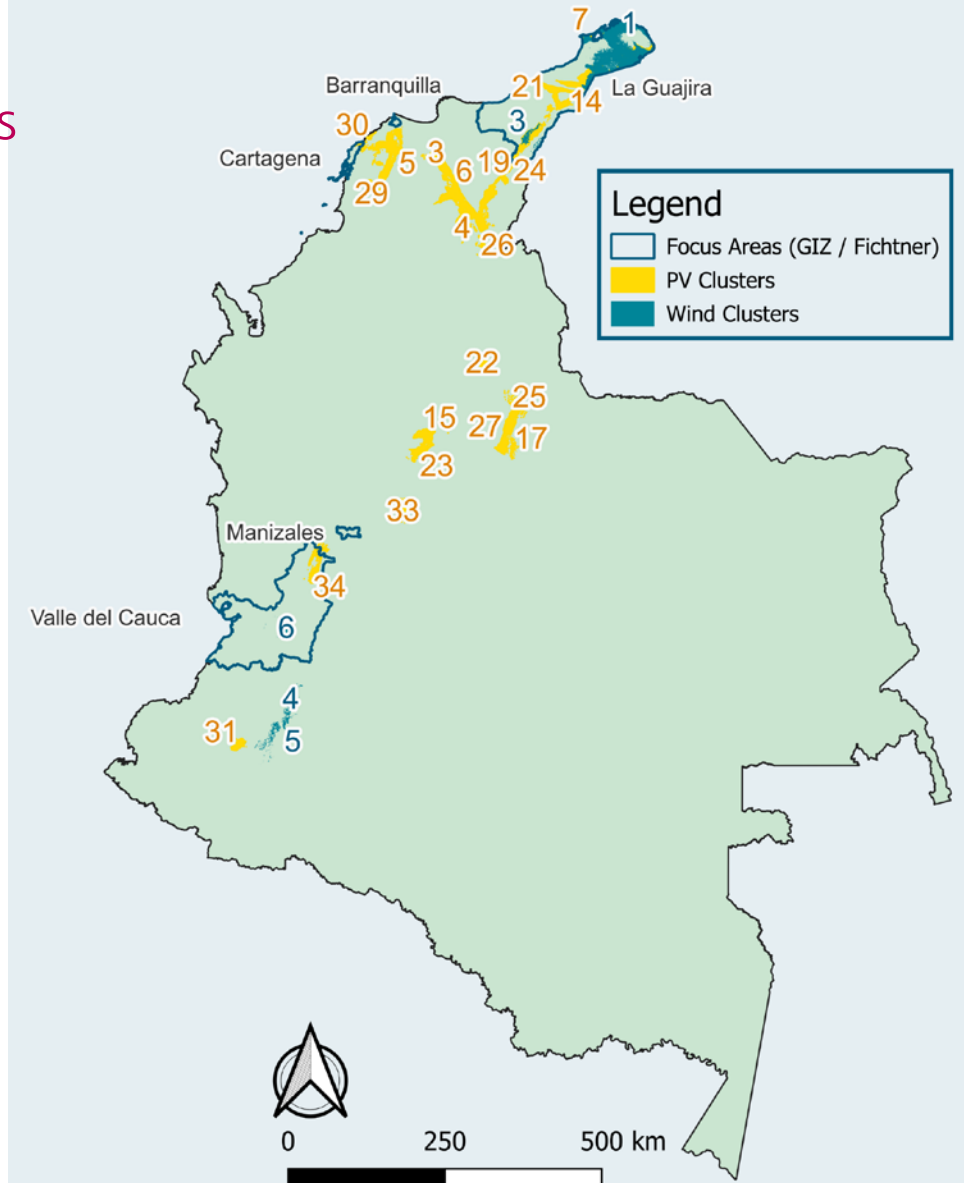 S
7
1
Barranquilla
21
La Guajira
14
3
30
3
Cartagena
5
6
19
24
29
4
26
Legend
Focus Areas (GIZ / Fichtner)
PV Clusters
Wind Clusters
22
25
15
27
17
23
33
Manizales
34
Valle del Cauca
6
4
31
5
0 250 500 km